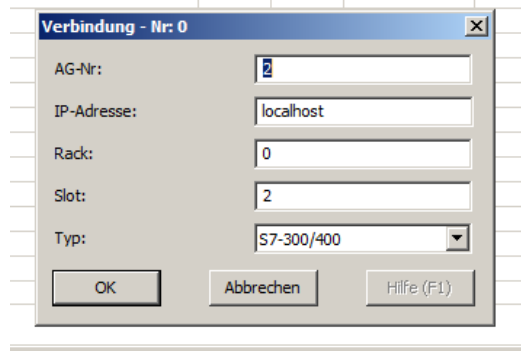 Verbindung - Nr: 0
AG-Nr: 2
IP-Adresse: localhost
Rack: 0
Slot: 2
Typ: S7-300/400
OK Abbrechen Hilfe (F1)